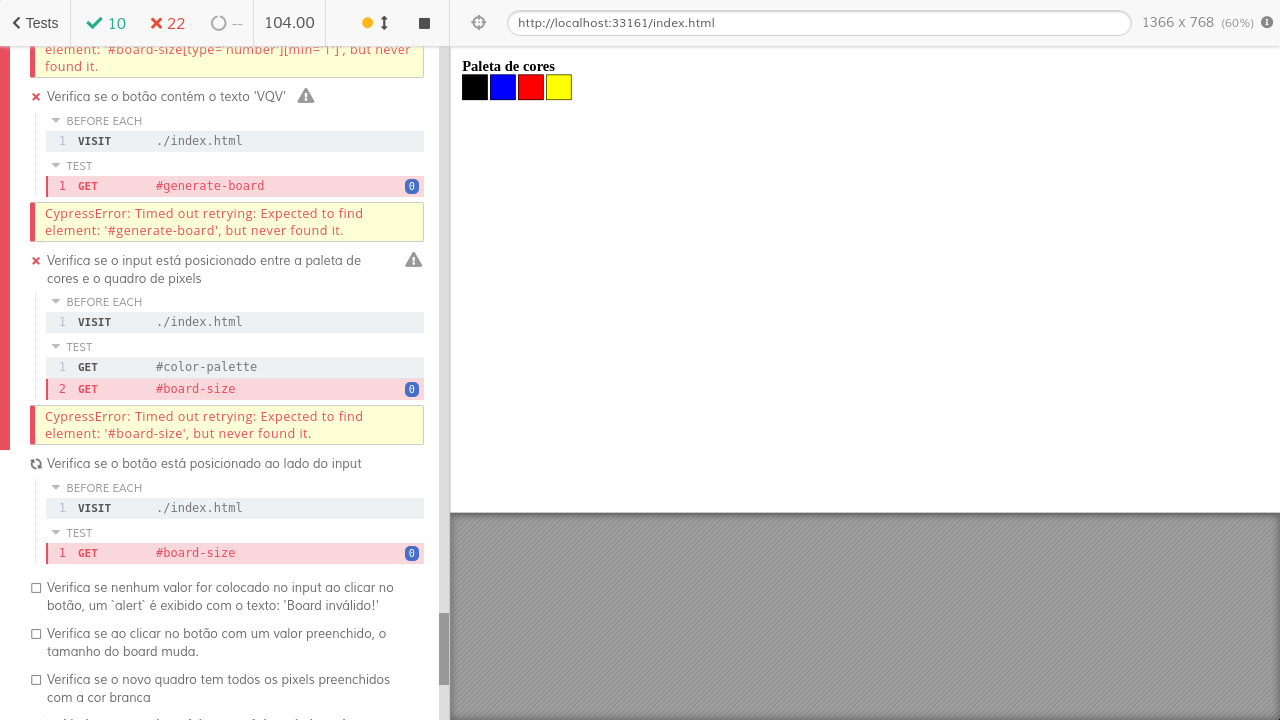 Tests
10
22
--
104.00
http://localhost:33161/index.html
1366 x 768 (60%)
element: '#board-size[type='number'][min='1']', but never
found it.
Verifica se o botão contém o texto 'VQV'
BEFORE EACH
1 VISIT ./index.html
TEST
1 GET #generate-board 0
CypressError: Timed out retrying: Expected to find
element: '#generate-board', but never found it.
Verifica se o input está posicionado entre a paleta de
cores e o quadro de pixels
BEFORE EACH
1 VISIT ./index.html
TEST
1 GET #color-palette
2 GET #board-size 0
CypressError: Timed out retrying: Expected to find
element: '#board-size', but never found it.
Verifica se o botão está posicionado ao lado do input
BEFORE EACH
1 VISIT ./index.html
TEST
1 GET #board-size 0
Verifica se nenhum valor for colocado no input ao clicar no
botão, um `alert` é exibido com o texto: 'Board inválido!'
Verifica se ao clicar no botão com um valor preenchido, o
tamanho do board muda.
Verifica se o novo quadro tem todos os pixels preenchidos
com a cor branca
Paleta de cores